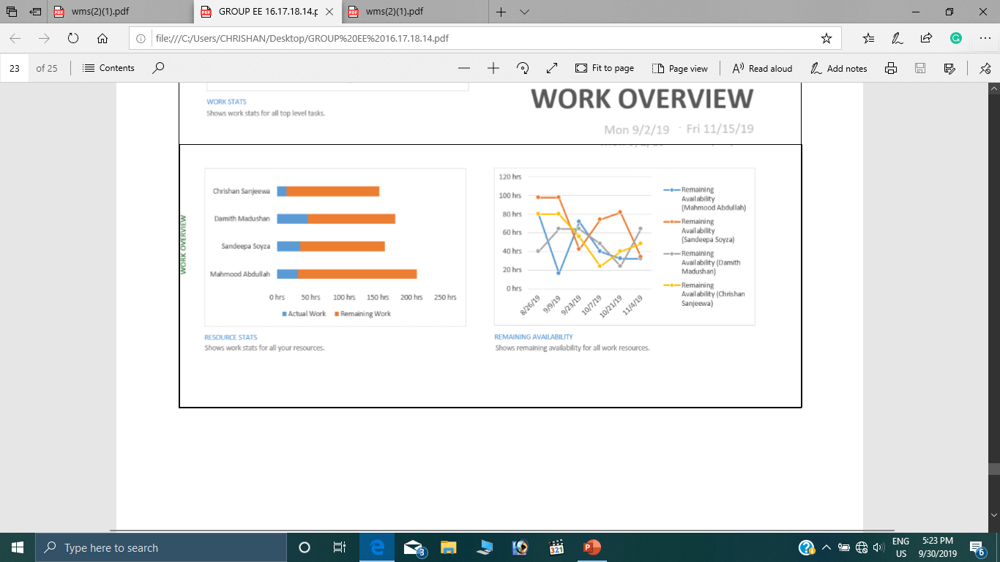 wms(2)(1).pdf
GROUP EE 16.17.18.14.p
wms(2)(1).pdf
file:///C:/Users/CHRISHAN/Desktop/GROUP%20EE%2016.17.18.14.pdf
23 of 25
Contents
Fit to page
Page view
Read aloud
Add notes
WORK STATS
Shows work stats for all top level tasks.
WORK OVERVIEW
Mon 9/2/19 - Fri 11/15/19
WORK OVERVIEW
Chrishan Sanjeewa
Damith Madushan
Sandeepa Soyza
Mahmood Abdullah
0 hrs 50 hrs 100 hrs 150 hrs 200 hrs 250 hrs
Actual Work Remaining Work
RESOURCE STATS
Shows work stats for all your resources.
120 hrs
100 hrs
80 hrs
60 hrs
40 hrs
20 hrs
0 hrs
8/26/19 9/9/19 9/23/19 10/7/19 10/21/19 11/4/19
Remaining
Availability
(Mahmood Abdullah)
Remaining
Availability
(Sandeepa Soyza)
Remaining
Availability (Damith
Madushan)
Remaining
Availability (Chrishan
Sanjeewa)
REMAINING AVAILABILITY
Shows remaining availability for all work resources.
Type here to search
3
321
ENG
US
5:23 PM
9/30/2019
6